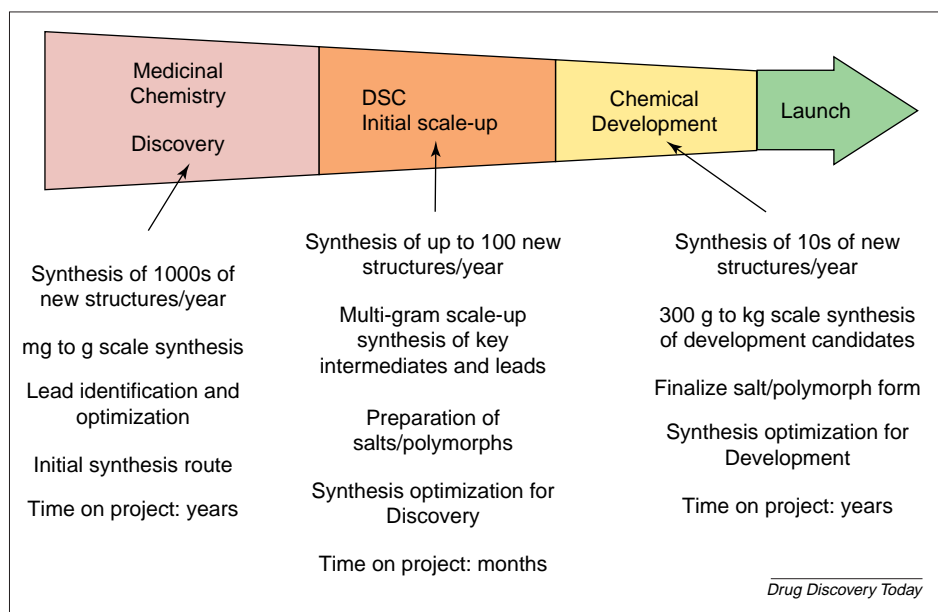 Medicinal
Chemistry
Discovery
DSC
Initial scale-up
Chemical
Development
Launch
Synthesis of 1000s of
new structures/year
mg to g scale synthesis
Lead identification and
optimization
Initial synthesis route
Time on project: years
Synthesis of up to 100 new
structures/year
Multi-gram scale-up
synthesis of key
intermediates and leads
Preparation of
salts/polymorphs
Synthesis optimization for
Discovery
Time on project: months
Synthesis of 10s of new
structures/year
300 g to kg scale synthesis
of development candidates
Finalize salt/polymorph form
Synthesis optimization for
Development
Time on project: years
Drug Discovery Today